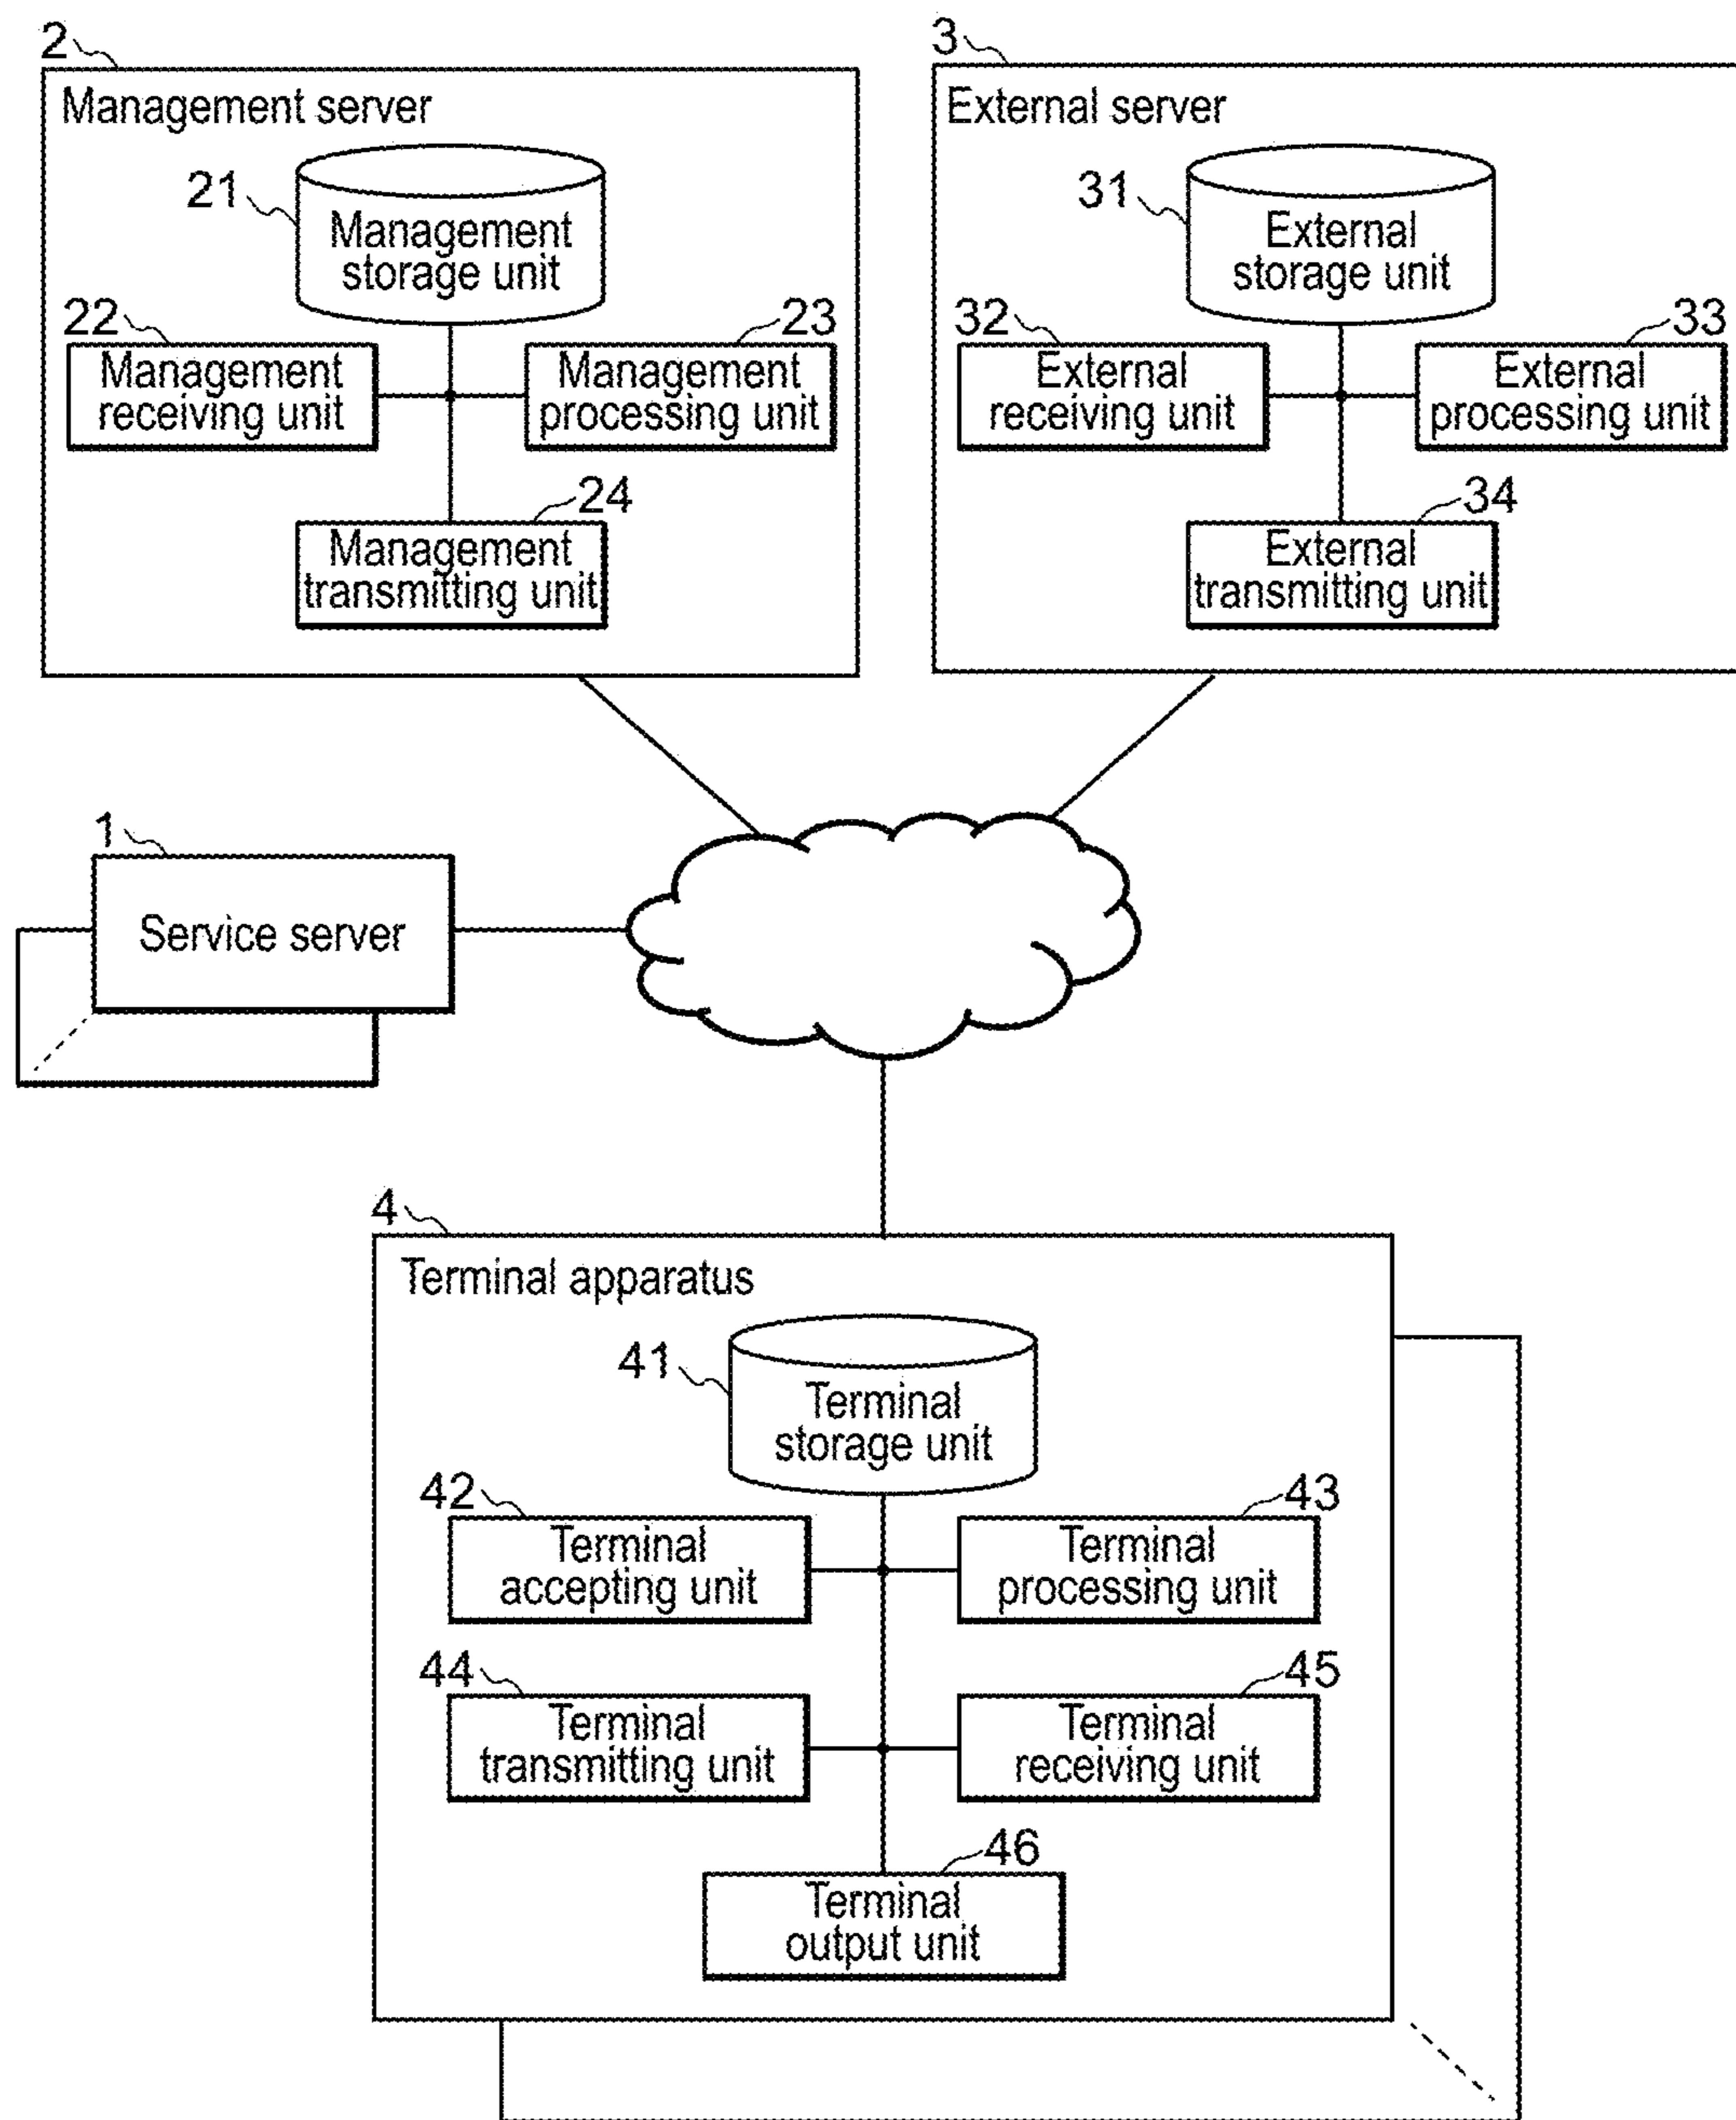 2
Management server
21
Management
storage unit
22
23
Management
receiving unit
Management
processing unit
24
Management
transmitting unit
3
External server
31
External
storage unit
32
33
External
receiving unit
External
processing unit
34
External
transmitting unit
1
Service server
4
Terminal apparatus
41
Terminal
storage unit
42
43
Terminal
accepting unit
Terminal
processing unit
44
45
Terminal
transmitting unit
Terminal
receiving unit
46
Terminal
output unit